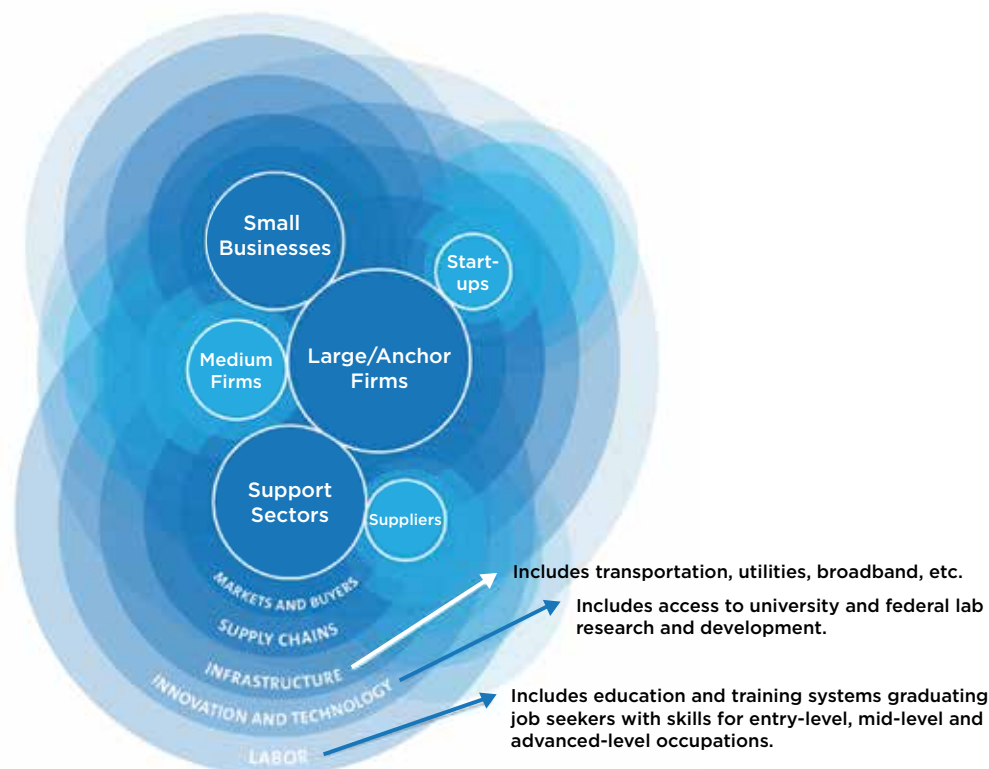 Small
Businesses
Start-
ups
Medium
Firms
Large/Anchor
Firms
Support
Sectors
Suppliers
MARKETS AND BUYERS
SUPPLY CHAINS
INFRASTRUCTURE
INNOVATION AND TECHNOLOGY
LABOR
Includes transportation, utilities, broadband, etc.
Includes access to university and federal lab
research and development.
Includes education and training systems graduating
job seekers with skills for entry-level, mid-level and
advanced-level occupations.